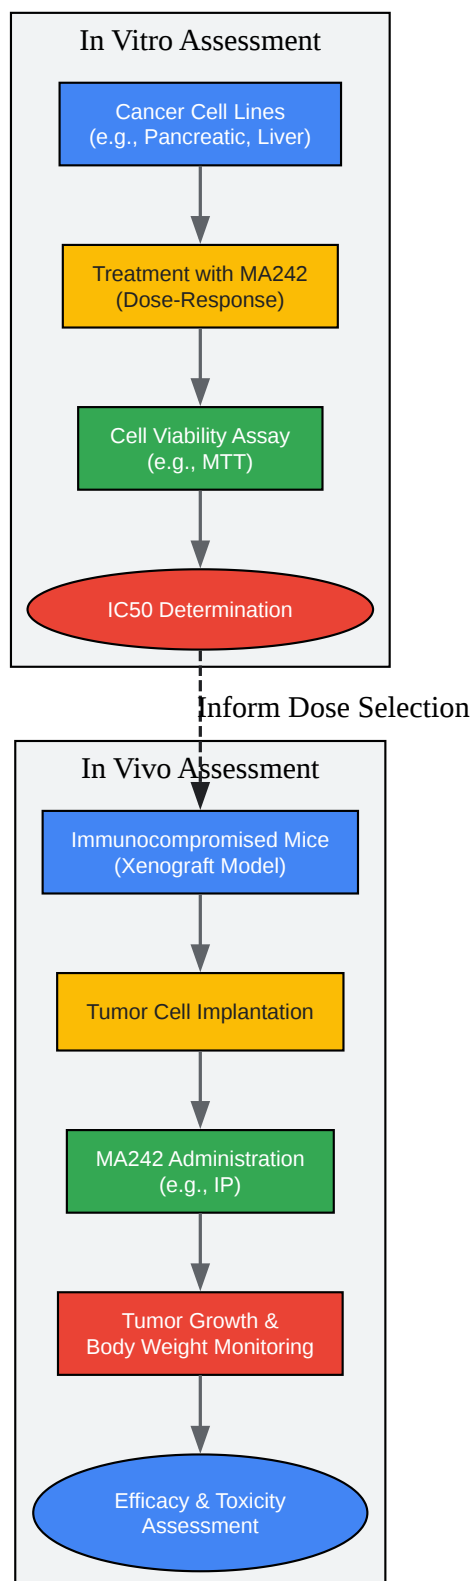 In Vitro Assessment
Cancer Cell Lines
(e.g., Pancreatic, Liver)
Treatment with MA242
(Dose-Response)
Cell Viability Assay
(e.g., MTT)
IC50 Determination
Inform Dose Selection
In Vivo Assessment
Immunocompromised Mice
(Xenograft Model)
Tumor Cell Implantation
MA242 Administration
(e.g., IP)
Tumor Growth &
Body Weight Monitoring
Efficacy & Toxicity
Assessment